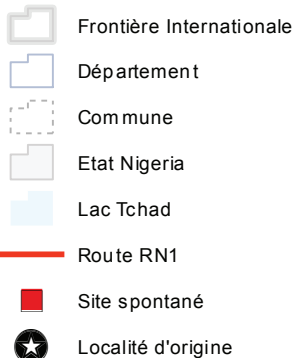 Frontière Internationale
Département
Commune
Etat Nigeria
Lac Tchad
Route RN1
Site spontané
Localité d'origine